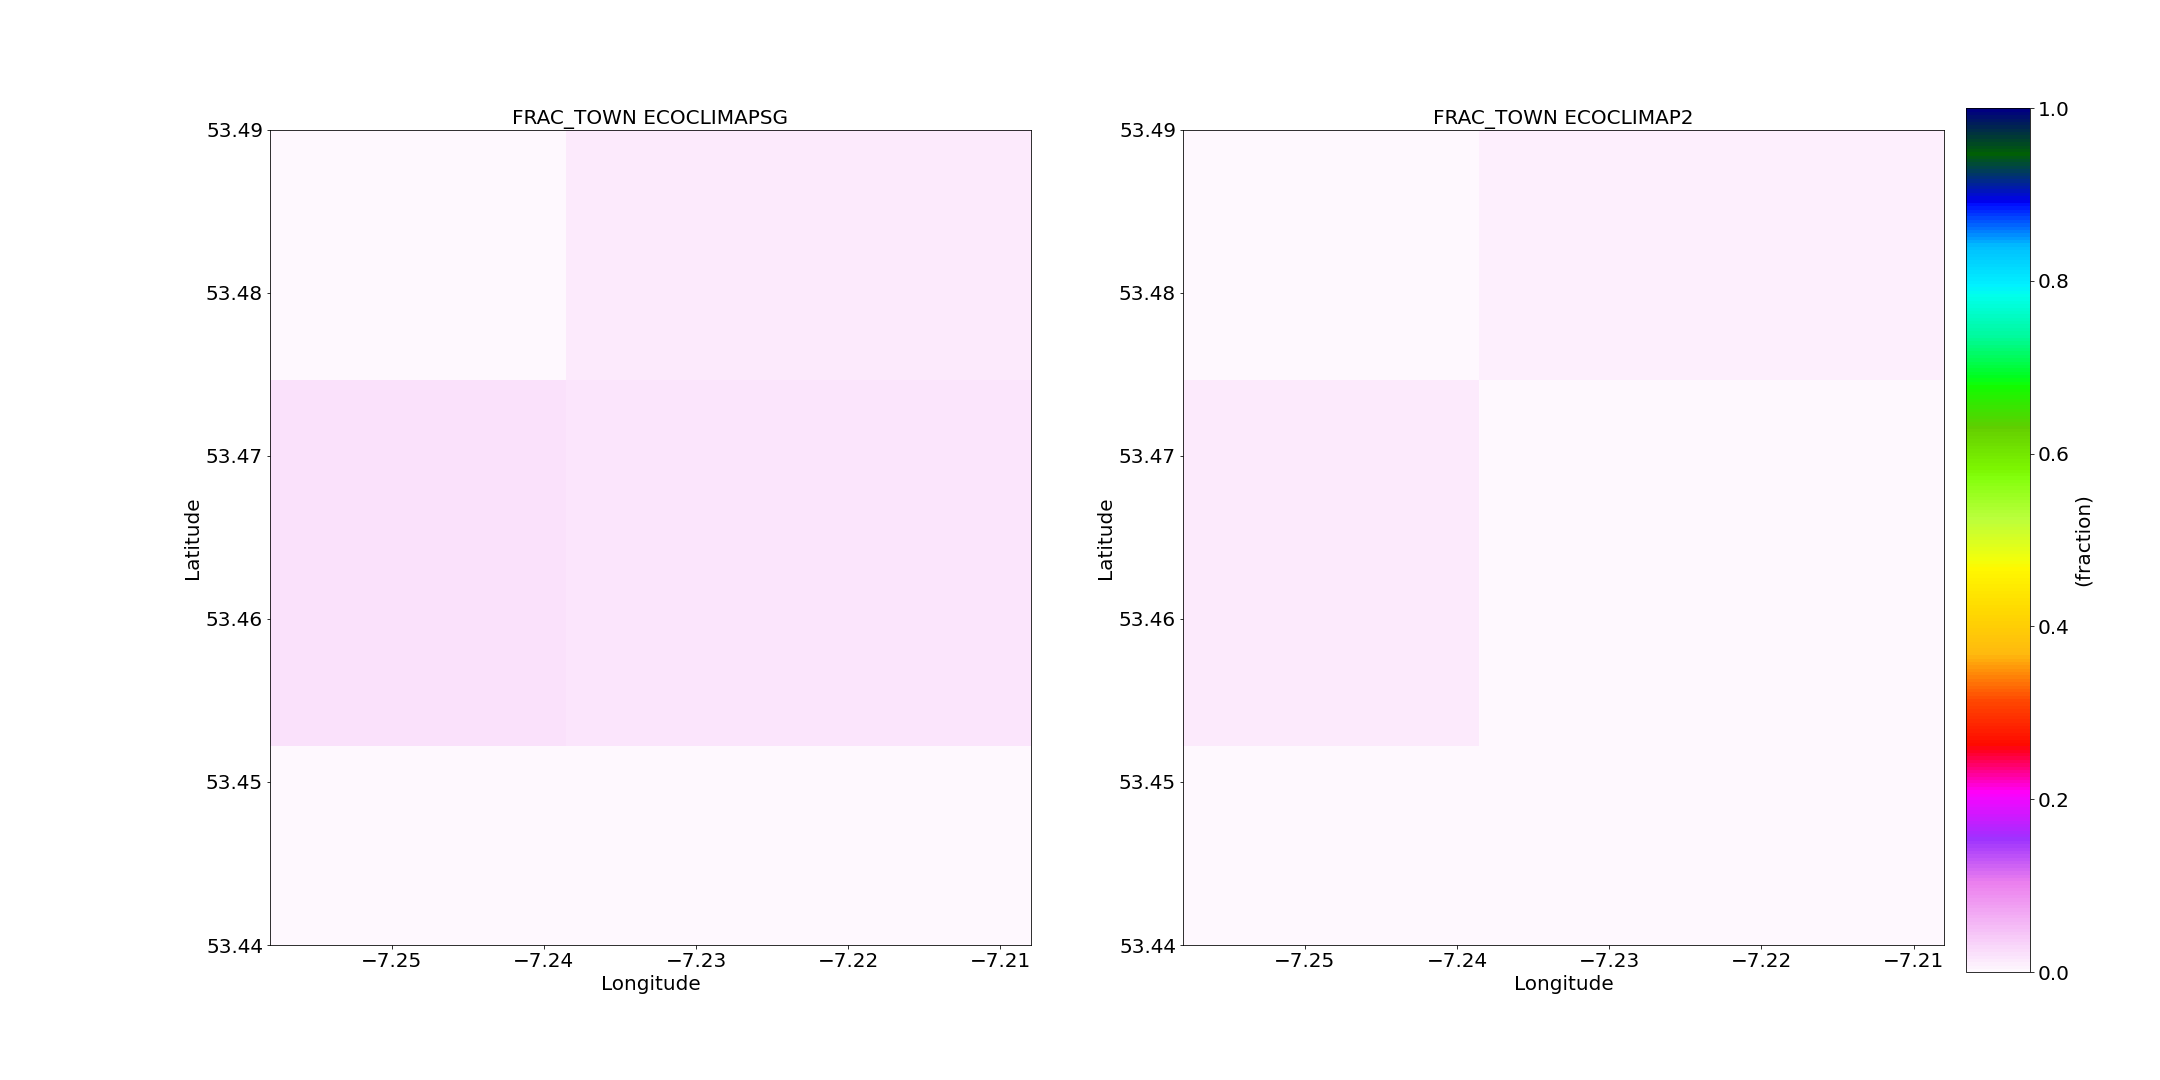 FRAC_TOWN ECOCLIMAPSG
53.49
53.48
53.47
53.46
53.45
53.44
Latitude
−7.25 −7.24 −7.23 −7.22 −7.21
Longitude
FRAC_TOWN ECOCLIMAP2
53.49
53.48
53.47
53.46
53.45
53.44
Latitude
−7.25 −7.24 −7.23 −7.22 −7.21
Longitude
1.0
0.8
0.6
0.4
0.2
0.0
(fraction)